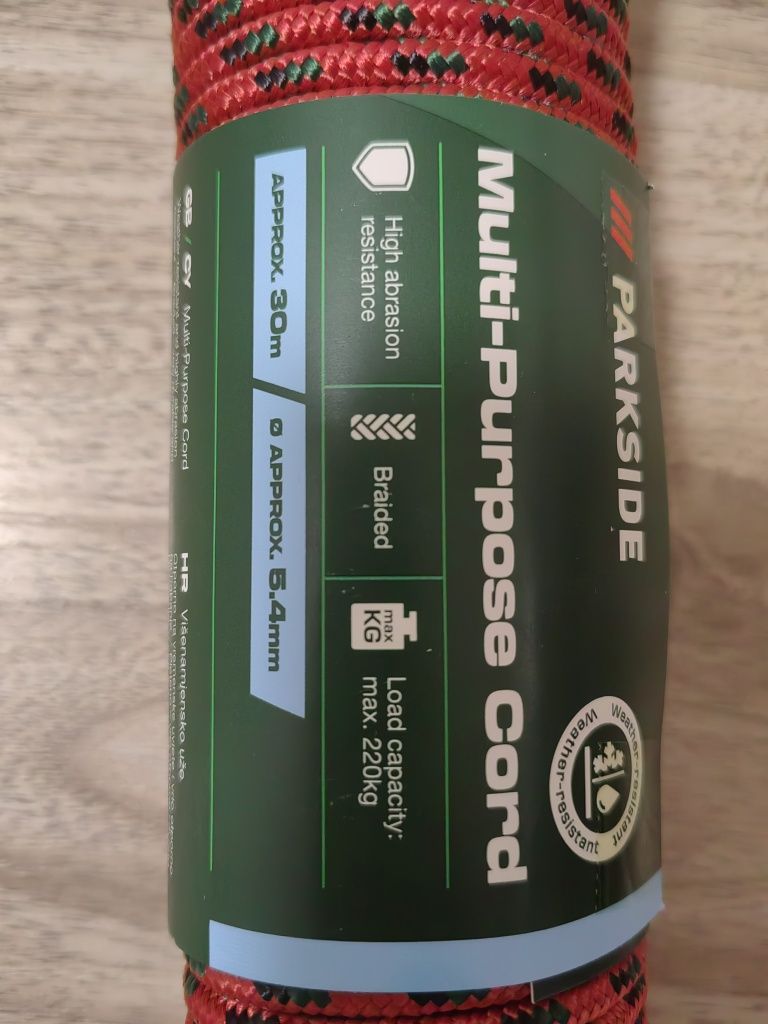 PARKSIDE
Weather-resistant
Weather-resistant
Multi-Purpose Cord
High abrasion
resistance
Braided
max
KG
Load capacity:
max. 220kg
APPROX. 30m
Ø APPROX. 5.4mm
GB / CY Multi-Purpose Cord
HR Višenamjensko uže